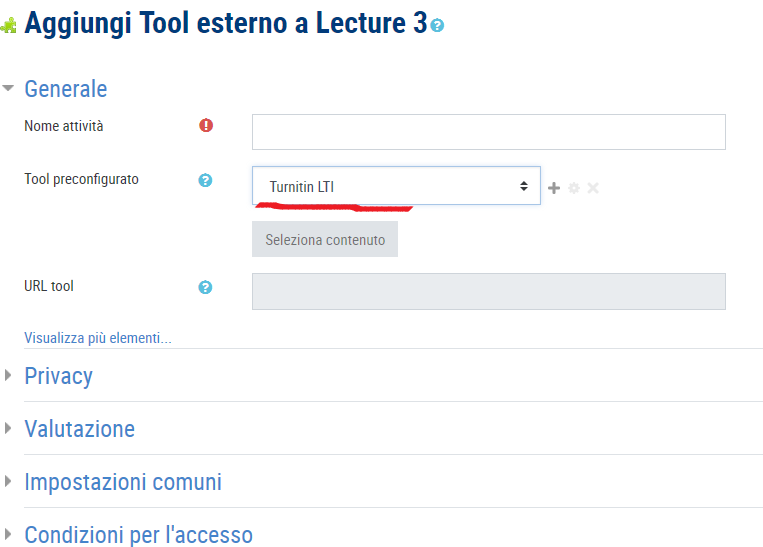 Aggiungi Tool esterno a Lecture 3
Generale
Nome attività
Tool preconfigurato
Turnitin LTI
Seleziona contenuto
URL tool
Visualizza più elementi...
Privacy
Valutazione
Impostazioni comuni
Condizioni per l'accesso